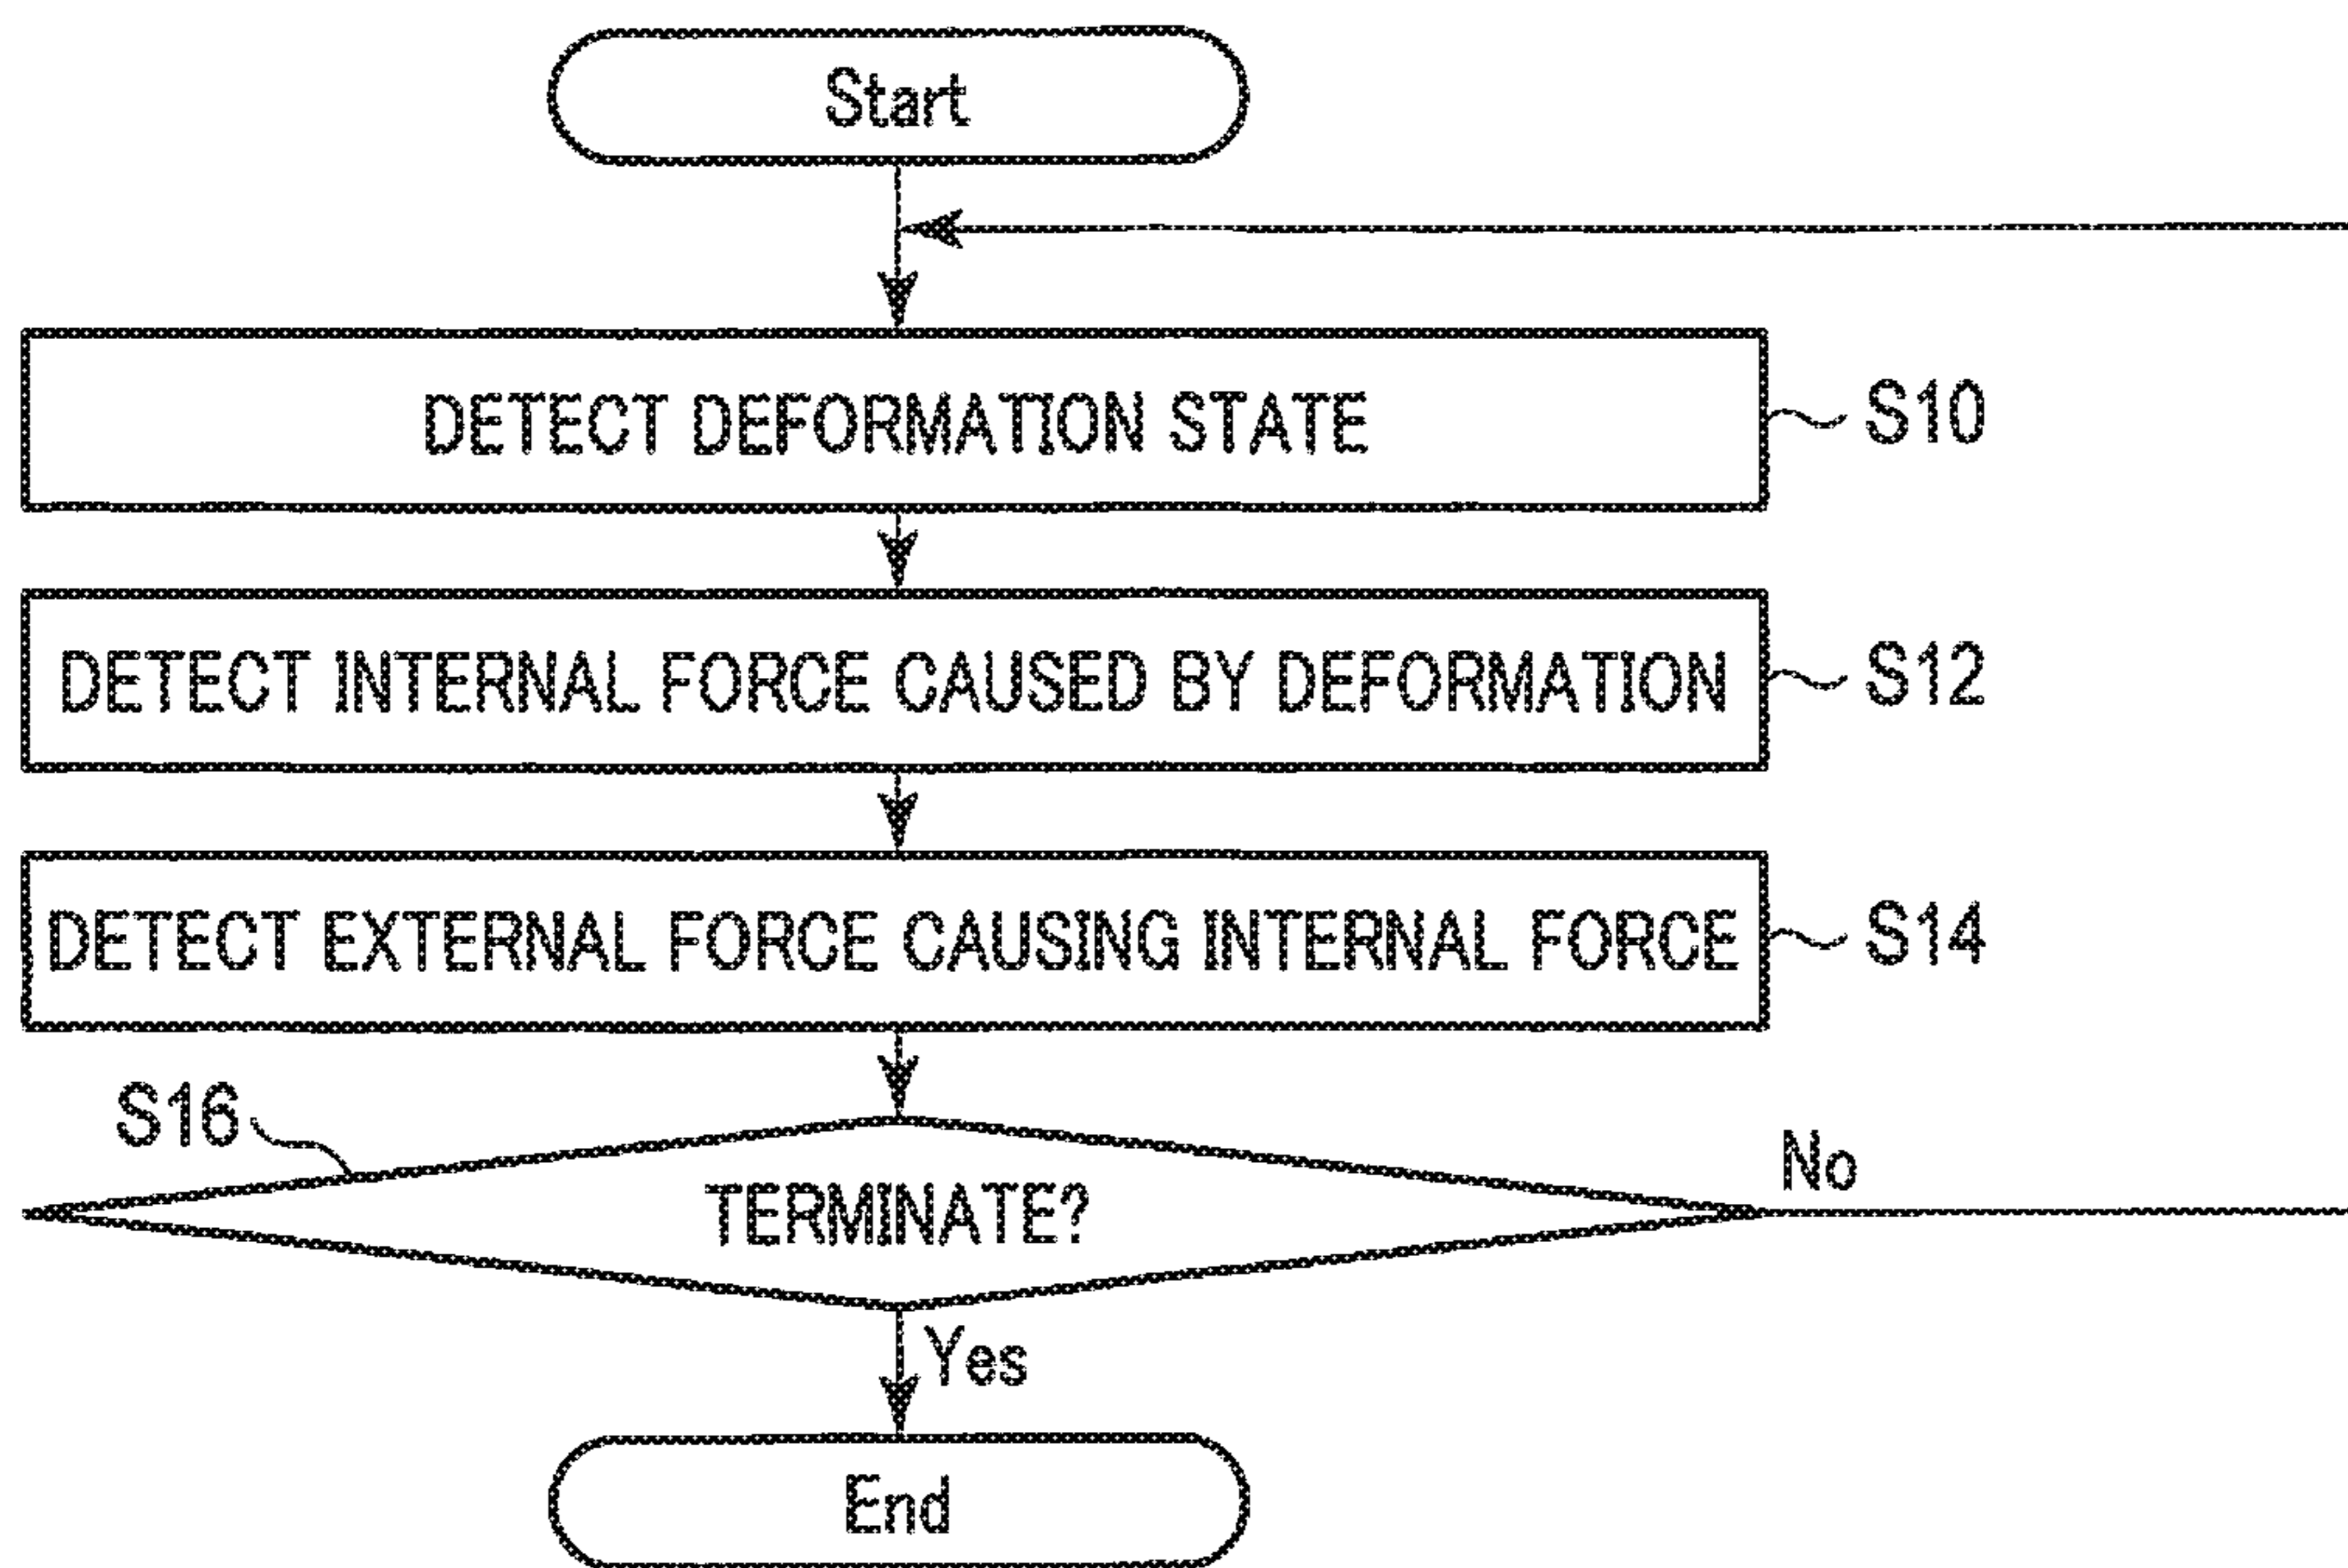 Start
DETECT DEFORMATION STATE
S10
DETECT INTERNAL FORCE CAUSED BY DEFORMATION
S12
DETECT EXTERNAL FORCE CAUSING INTERNAL FORCE
S14
S16
TERMINATE?
No
Yes
End